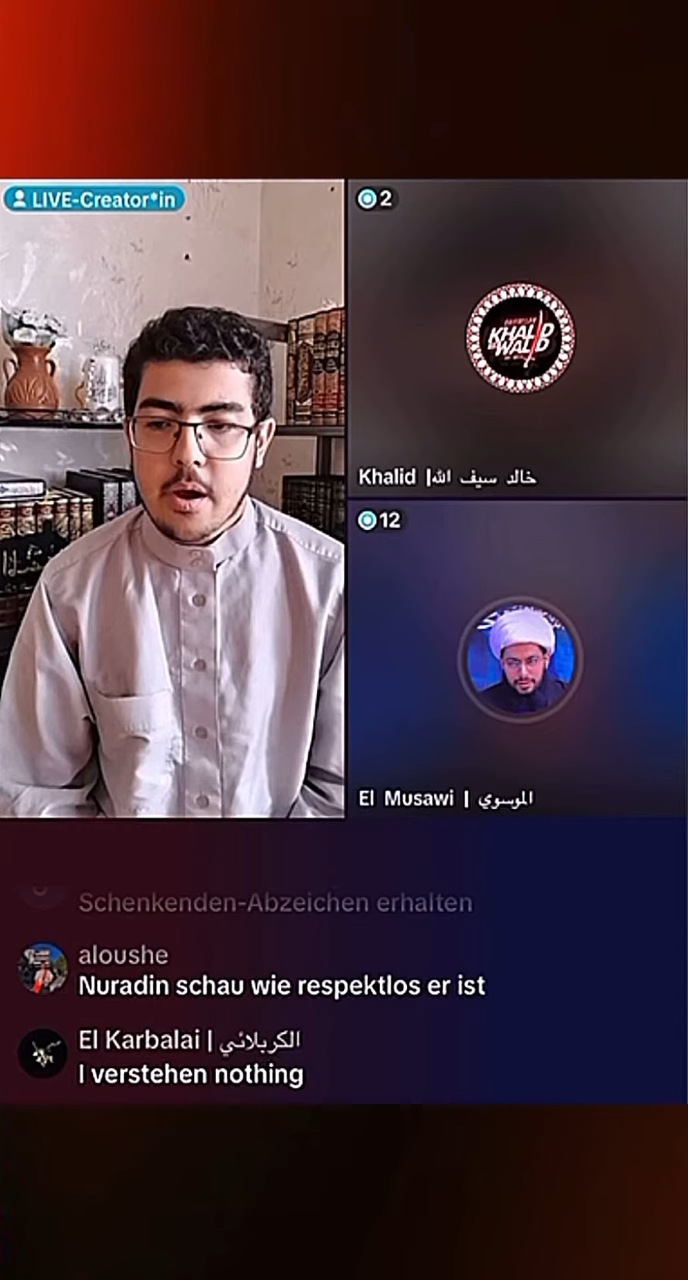 LIVE-Creator*in
2
KHALID
WALID
Khalid |خالد سيف الله
12
El Musawi | الموسوي
Schenkenden-Abzeichen erhalten
aloushe
Nuradin schau wie respektlos er ist
El Karbalai | الكربلائي
I verstehen nothing